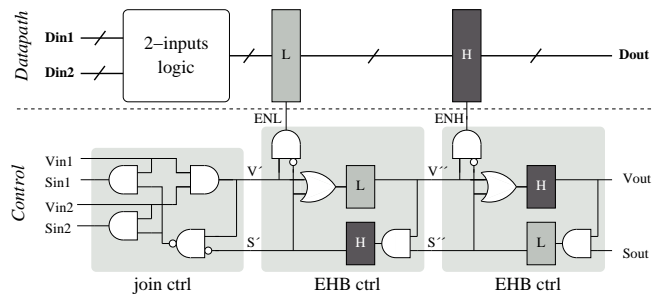 Datapath
Din1
Din2
2–inputs
logic
L
H
Dout
ENL
ENH
Control
Vin1
Sin1
Vin2
Sin2
V´
S´
L
H
V´´
S´´
H
L
Vout
Sout
join ctrl
EHB ctrl
EHB ctrl